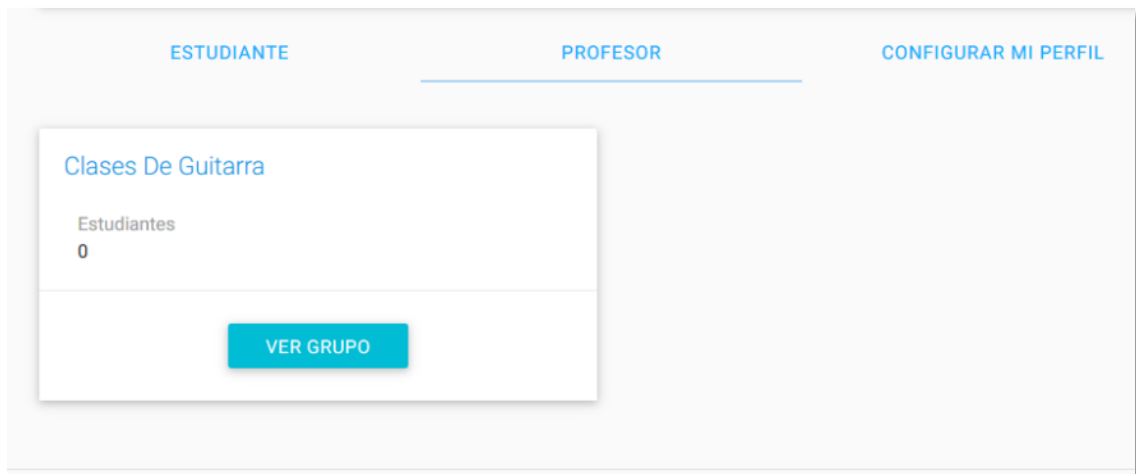 ESTUDIANTE PROFESOR CONFIGURAR MI PERFIL
Clases De Guitarra
Estudiantes
0
VER GRUPO